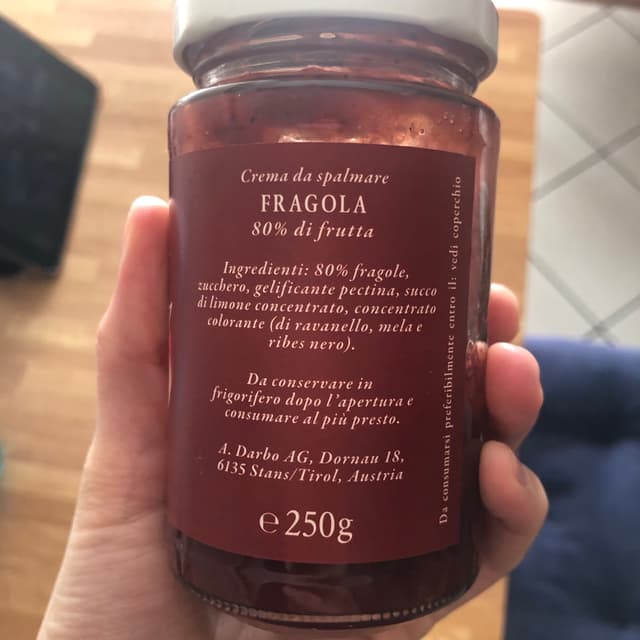 Crema da spalmare
FRAGOLA
80% di frutta
Ingredienti: 80% fragole,
zucchero, gelificante pectina, succo
di limone concentrato, concentrato
colorante (di ravanello, mela e
ribes nero).
Da conservare in
frigorifero dopo l'apertura e
consumare al più presto.
A. Darbo AG, Dornau 18,
6135 Stans/Tirol, Austria
e 250g
Da consumarsi preferibilmente entro il: vedi coperchio